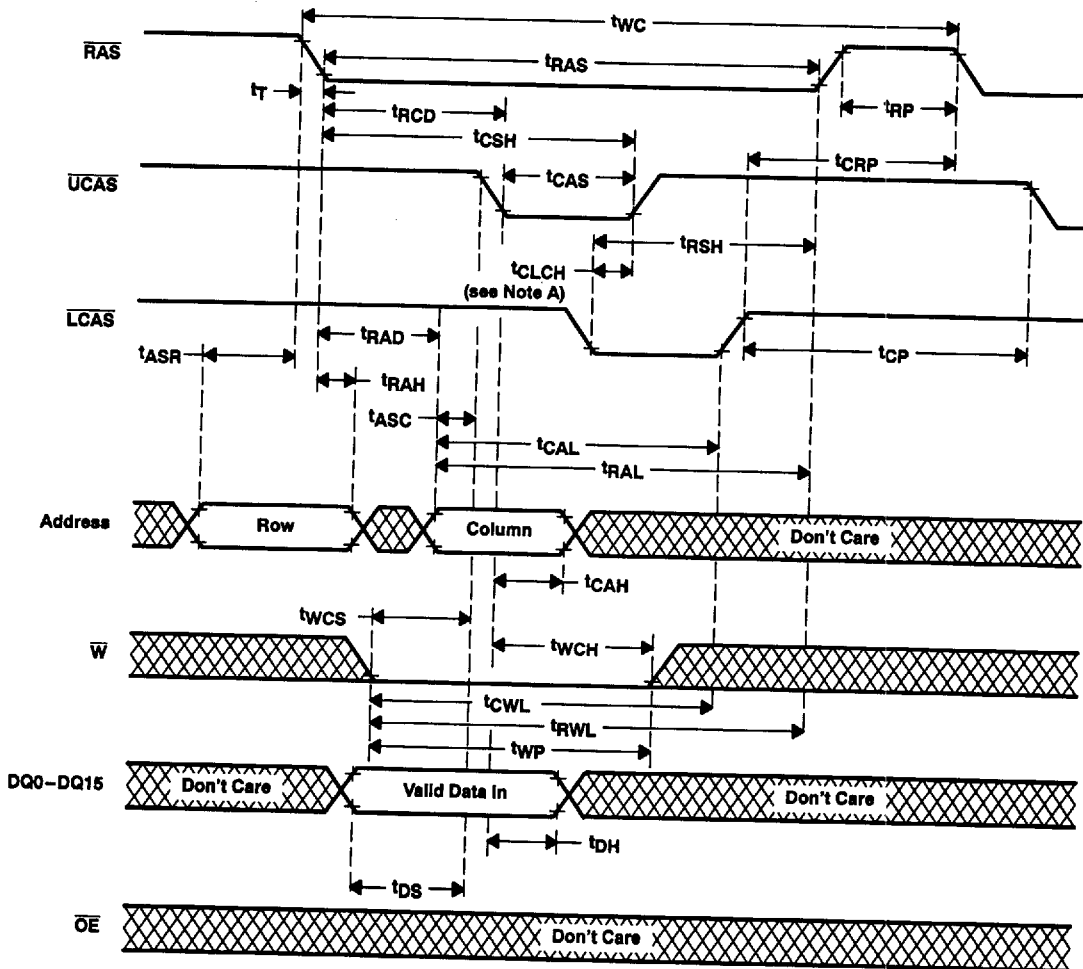 tWC
RAS
tRAS
tT
tRCD
tRP
tCSH
tCRP
UCAS
tCAS
tRSH
tCLCH
(see Note A)
LCAS
tRAD
tASR
tCP
tRAH
tASC
tCAL
tRAL
Address
Row
Column
Don't Care
tCAH
tWCS
W
tWCH
tCWL
tRWL
tWP
DQ0–DQ15
Don't Care
Valid Data In
Don't Care
tDH
tDS
OE
Don't Care